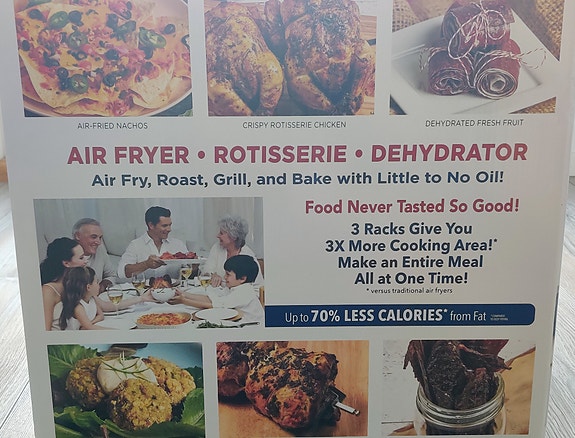 AIR-FRIED NACHOS
CRISPY ROTISSERIE CHICKEN
DEHYDRATED FRESH FRUIT
AIR FRYER • ROTISSERIE • DEHYDRATOR
Air Fry, Roast, Grill, and Bake with Little to No Oil!
Food Never Tasted So Good!
3 Racks Give You
3X More Cooking Area!*
Make an Entire Meal
All at One Time!
* versus traditional air fryers
Up to 70% LESS CALORIES* from Fat